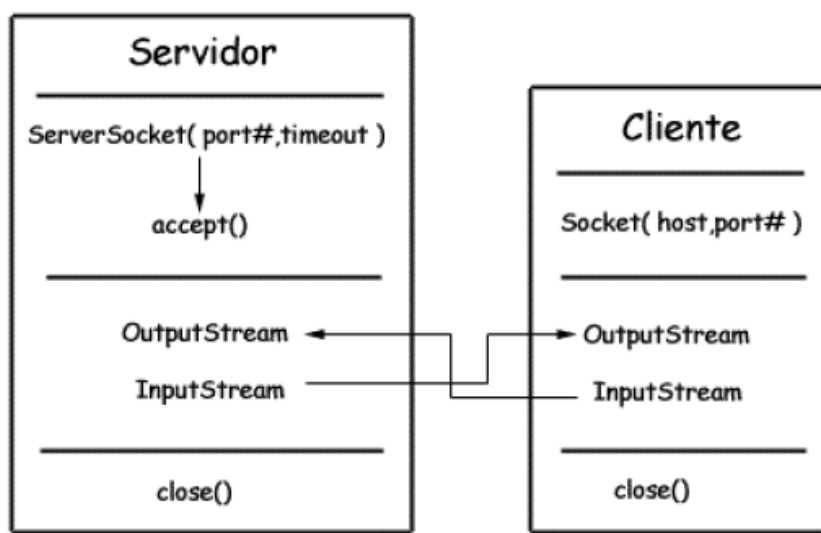 Servidor
ServerSocket( port#,timeout )
accept()
OutputStream
InputStream
close()
Cliente
Socket( host,port# )
OutputStream
InputStream
close()